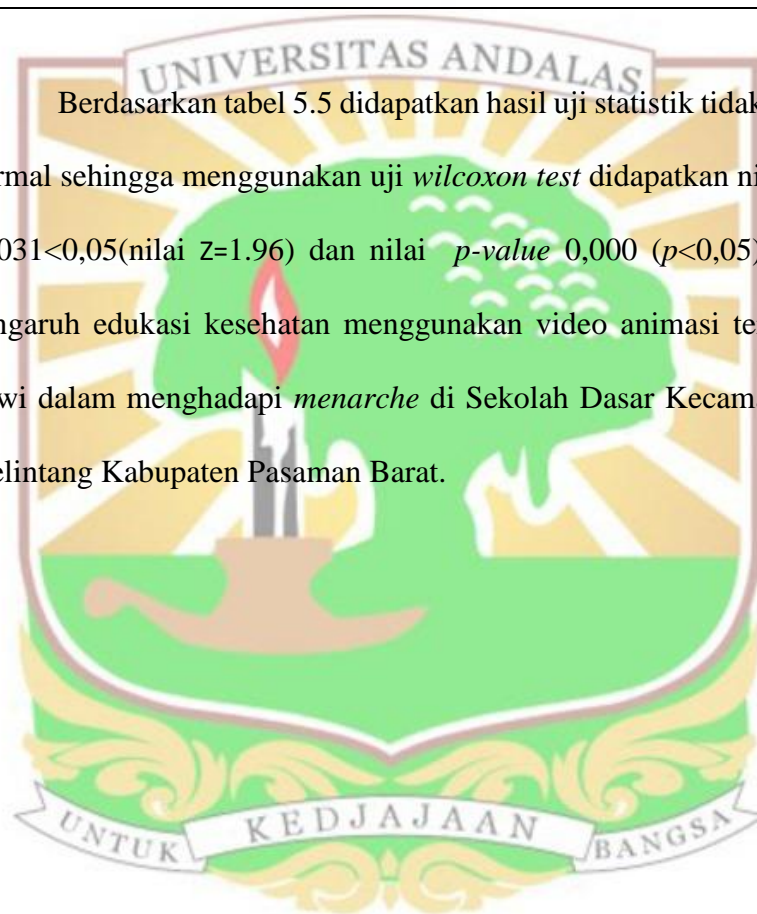 UNIVERSITAS ANDALAS
Berdasarkan tabel 5.5 didapatkan hasil uji statistik tidak
rmal sehingga menggunakan uji wilcoxon test didapatkan ni
031<0,05(nilai Z=1.96) dan nilai p-value 0,000 (p<0,05)
ngaruh edukasi kesehatan menggunakan video animasi te
wi dalam menghadapi menarche di Sekolah Dasar Kecam
elintang Kabupaten Pasaman Barat.
UNTUK KEDJAJAAN BANGSA